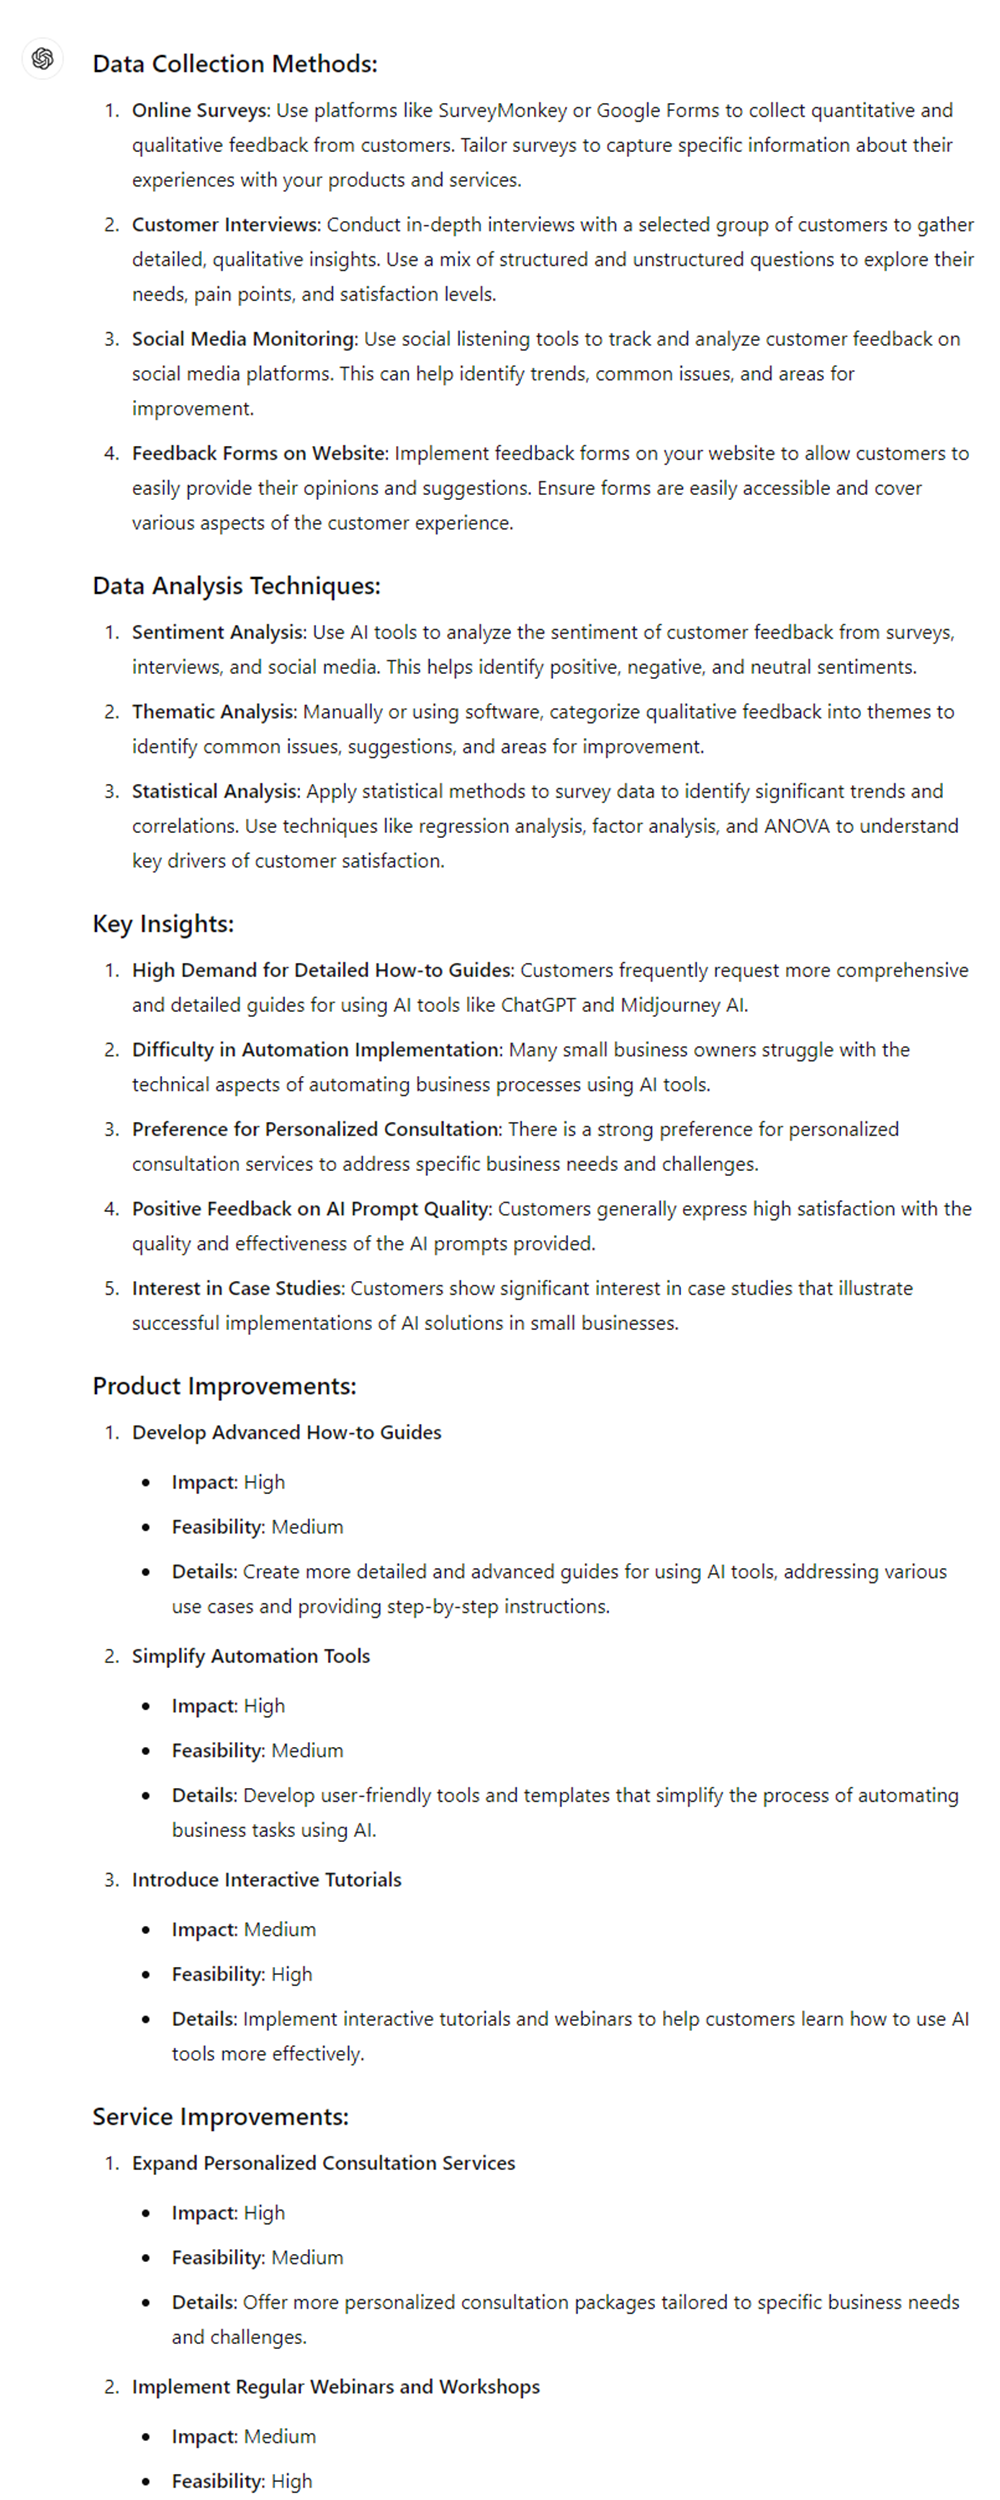 Data Collection Methods:
1. Online Surveys: Use platforms like SurveyMonkey or Google Forms to collect quantitative and
qualitative feedback from customers. Tailor surveys to capture specific information about their
experiences with your products and services.
2. Customer Interviews: Conduct in-depth interviews with a selected group of customers to gather
detailed, qualitative insights. Use a mix of structured and unstructured questions to explore their
needs, pain points, and satisfaction levels.
3. Social Media Monitoring: Use social listening tools to track and analyze customer feedback on
social media platforms. This can help identify trends, common issues, and areas for
improvement.
4. Feedback Forms on Website: Implement feedback forms on your website to allow customers to
easily provide their opinions and suggestions. Ensure forms are easily accessible and cover
various aspects of the customer experience.
Data Analysis Techniques:
1. Sentiment Analysis: Use AI tools to analyze the sentiment of customer feedback from surveys,
interviews, and social media. This helps identify positive, negative, and neutral sentiments.
2. Thematic Analysis: Manually or using software, categorize qualitative feedback into themes to
identify common issues, suggestions, and areas for improvement.
3. Statistical Analysis: Apply statistical methods to survey data to identify significant trends and
correlations. Use techniques like regression analysis, factor analysis, and ANOVA to understand
key drivers of customer satisfaction.
Key Insights:
1. High Demand for Detailed How-to Guides: Customers frequently request more comprehensive
and detailed guides for using AI tools like ChatGPT and Midjourney AI.
2. Difficulty in Automation Implementation: Many small business owners struggle with the
technical aspects of automating business processes using AI tools.
3. Preference for Personalized Consultation: There is a strong preference for personalized
consultation services to address specific business needs and challenges.
4. Positive Feedback on AI Prompt Quality: Customers generally express high satisfaction with the
quality and effectiveness of the AI prompts provided.
5. Interest in Case Studies: Customers show significant interest in case studies that illustrate
successful implementations of AI solutions in small businesses.
Product Improvements:
1. Develop Advanced How-to Guides
• Impact: High
• Feasibility: Medium
• Details: Create more detailed and advanced guides for using AI tools, addressing various
use cases and providing step-by-step instructions.
2. Simplify Automation Tools
• Impact: High
• Feasibility: Medium
• Details: Develop user-friendly tools and templates that simplify the process of automating
business tasks using AI.
3. Introduce Interactive Tutorials
• Impact: Medium
• Feasibility: High
• Details: Implement interactive tutorials and webinars to help customers learn how to use AI
tools more effectively.
Service Improvements:
1. Expand Personalized Consultation Services
• Impact: High
• Feasibility: Medium
• Details: Offer more personalized consultation packages tailored to specific business needs
and challenges.
2. Implement Regular Webinars and Workshops
• Impact: Medium
• Feasibility: High